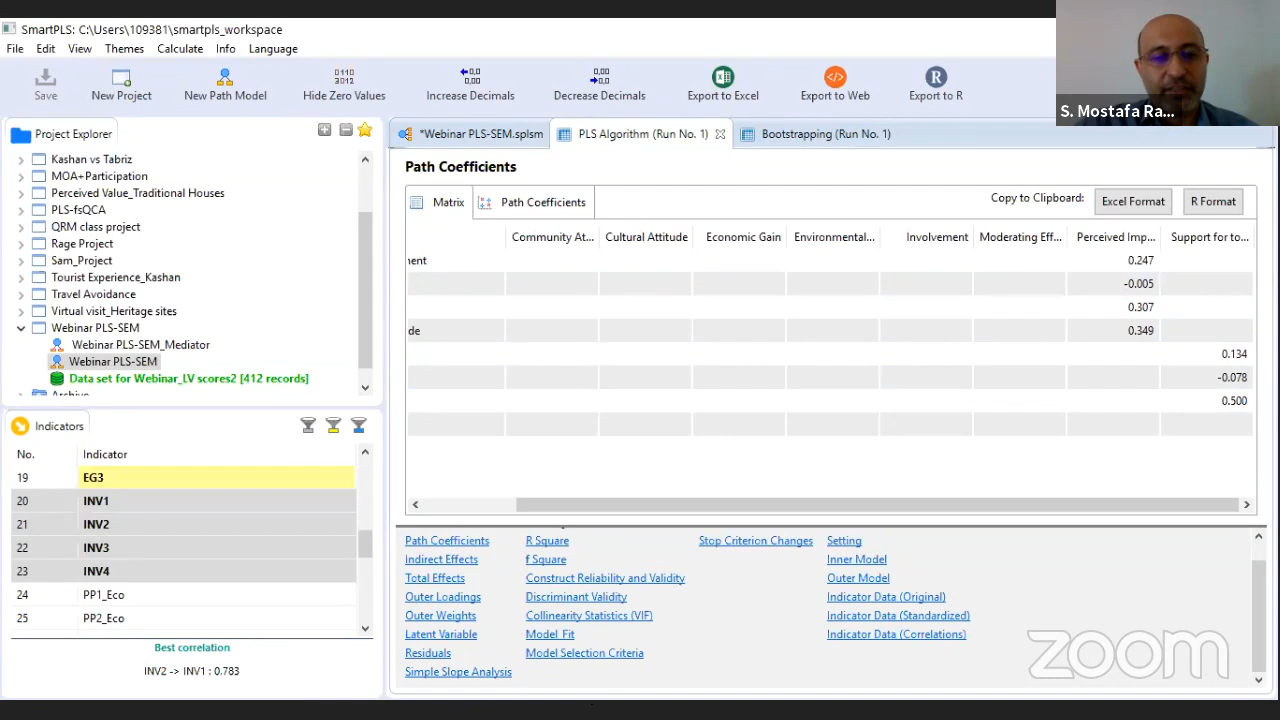 SmartPLS: C:\Users\109381\smartpls_workspace
File Edit View Themes Calculate Info Language
Save New Project New Path Model Hide Zero Values Increase Decimals Decrease Decimals Export to Excel Export to Web Export to R
S. Mostafa Ra...
Project Explorer
Kashan vs Tabriz
MOA+Participation
Perceived Value_Traditional Houses
PLS-fsQCA
QRM class project
Rage Project
Sam_Project
Tourist Experience_Kashan
Travel Avoidance
Virtual visit_Heritage sites
Webinar PLS-SEM
Webinar PLS-SEM_Mediator
Webinar PLS-SEM
Data set for Webinar_LV scores2 [412 records]
Archive
Indicators
No. Indicator
19 EG3
20 INV1
21 INV2
22 INV3
23 INV4
24 PP1_Eco
25 PP2_Eco
Best correlation
INV2 -> INV1 : 0.783
*Webinar PLS-SEM.splsm PLS Algorithm (Run No. 1) Bootstrapping (Run No. 1)
Path Coefficients
Matrix Path Coefficients Copy to Clipboard: Excel Format R Format
Community At... Cultural Attitude Economic Gain Environmental... Involvement Moderating Eff... Perceived Imp... Support for to...
nent 0.247
-0.005
0.307
de 0.349
0.134
-0.078
0.500
Path Coefficients R Square Stop Criterion Changes Setting
Indirect Effects f Square Inner Model
Total Effects Construct Reliability and Validity Outer Model
Outer Loadings Discriminant Validity Indicator Data (Original)
Outer Weights Collinearity Statistics (VIF) Indicator Data (Standardized)
Latent Variable Model_Fit Indicator Data (Correlations)
Residuals Model Selection Criteria
Simple Slope Analysis
zoom